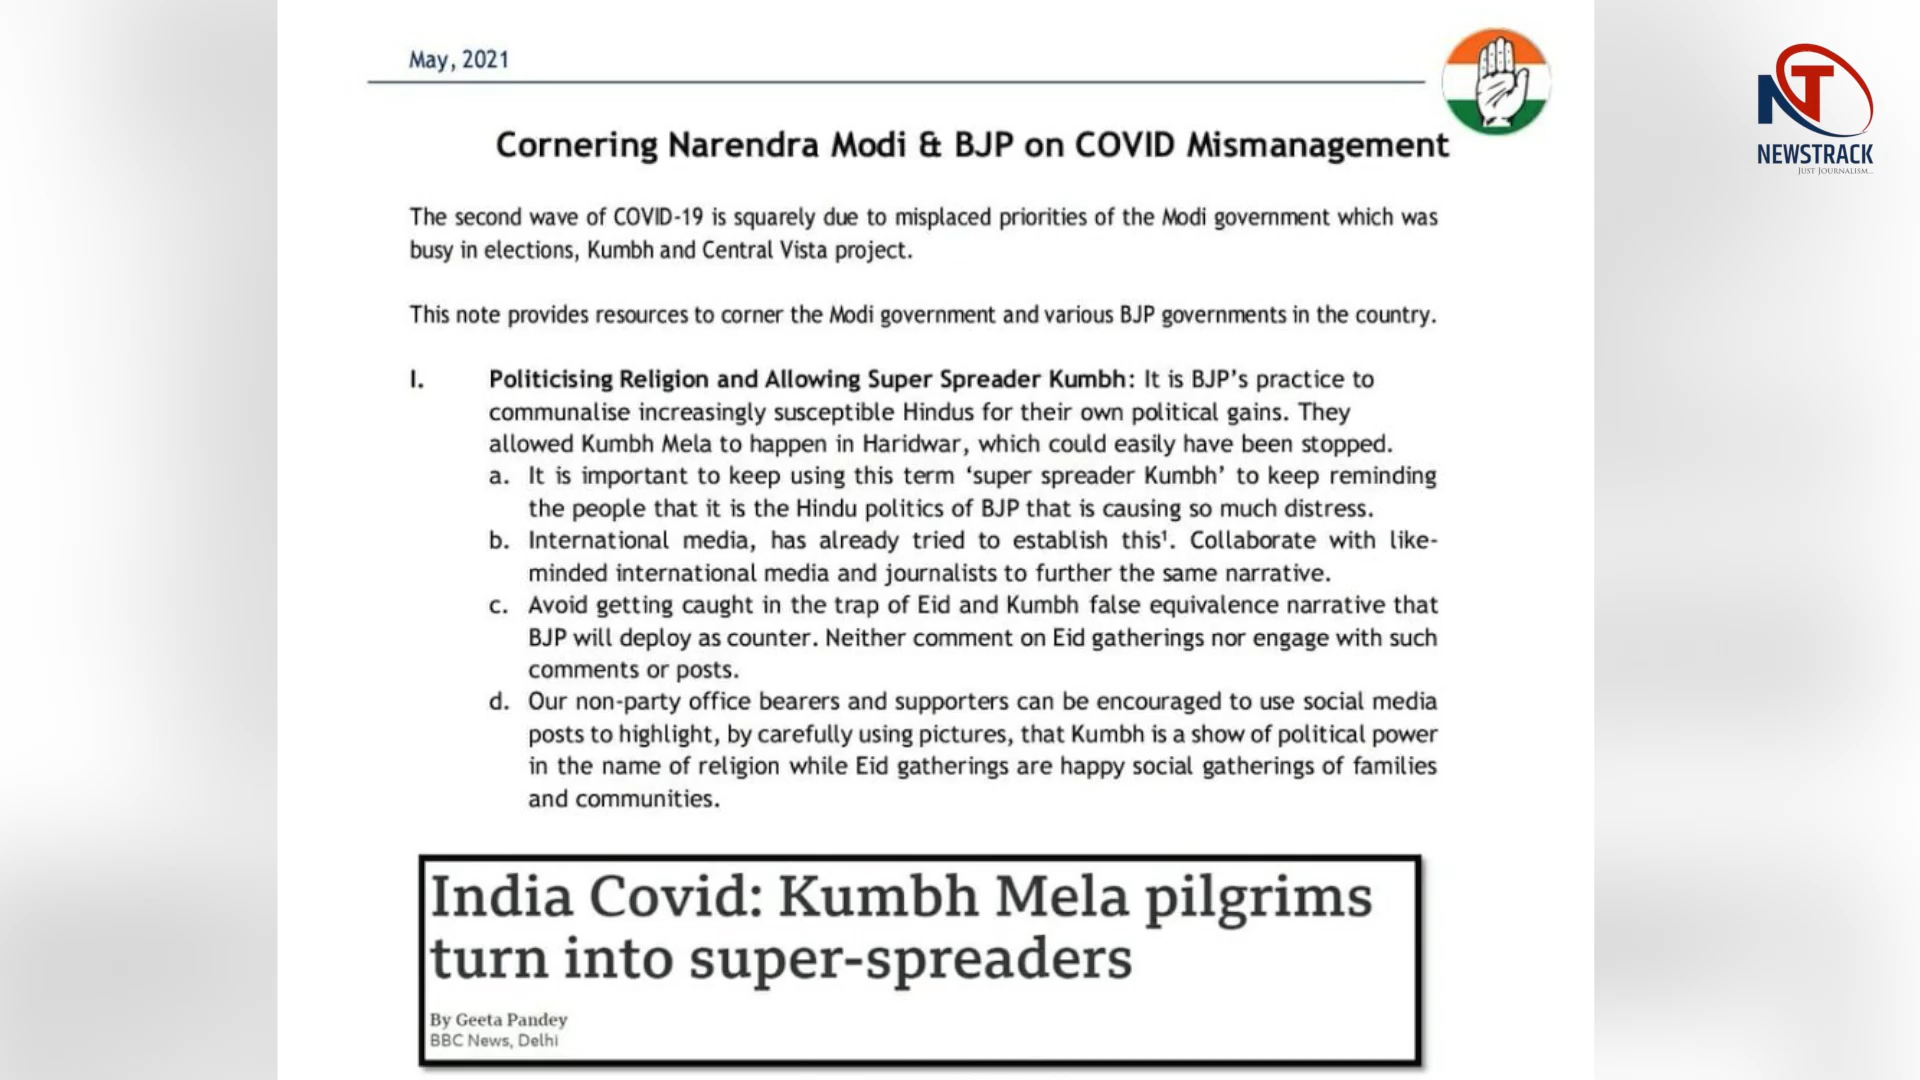 May, 2021
NT
NEWSTRACK
JUST JOURNALISM...
Cornering Narendra Modi & BJP on COVID Mismanagement
The second wave of COVID-19 is squarely due to misplaced priorities of the Modi government which was
busy in elections, Kumbh and Central Vista project.
This note provides resources to corner the Modi government and various BJP governments in the country.
I. Politicising Religion and Allowing Super Spreader Kumbh: It is BJP’s practice to
communalise increasingly susceptible Hindus for their own political gains. They
allowed Kumbh Mela to happen in Haridwar, which could easily have been stopped.
a. It is important to keep using this term ‘super spreader Kumbh’ to keep reminding
the people that it is the Hindu politics of BJP that is causing so much distress.
b. International media, has already tried to establish this¹. Collaborate with like-
minded international media and journalists to further the same narrative.
c. Avoid getting caught in the trap of Eid and Kumbh false equivalence narrative that
BJP will deploy as counter. Neither comment on Eid gatherings nor engage with such
comments or posts.
d. Our non-party office bearers and supporters can be encouraged to use social media
posts to highlight, by carefully using pictures, that Kumbh is a show of political power
in the name of religion while Eid gatherings are happy social gatherings of families
and communities.
India Covid: Kumbh Mela pilgrims
turn into super-spreaders
By Geeta Pandey
BBC News, Delhi